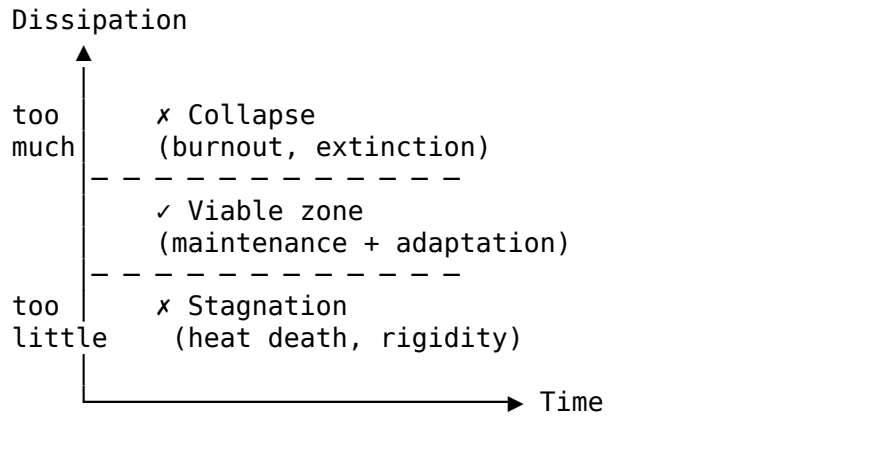 Dissipation
too ✗ Collapse
much (burnout, extinction)
✓ Viable zone
(maintenance + adaptation)
too ✗ Stagnation
little (heat death, rigidity)
Time